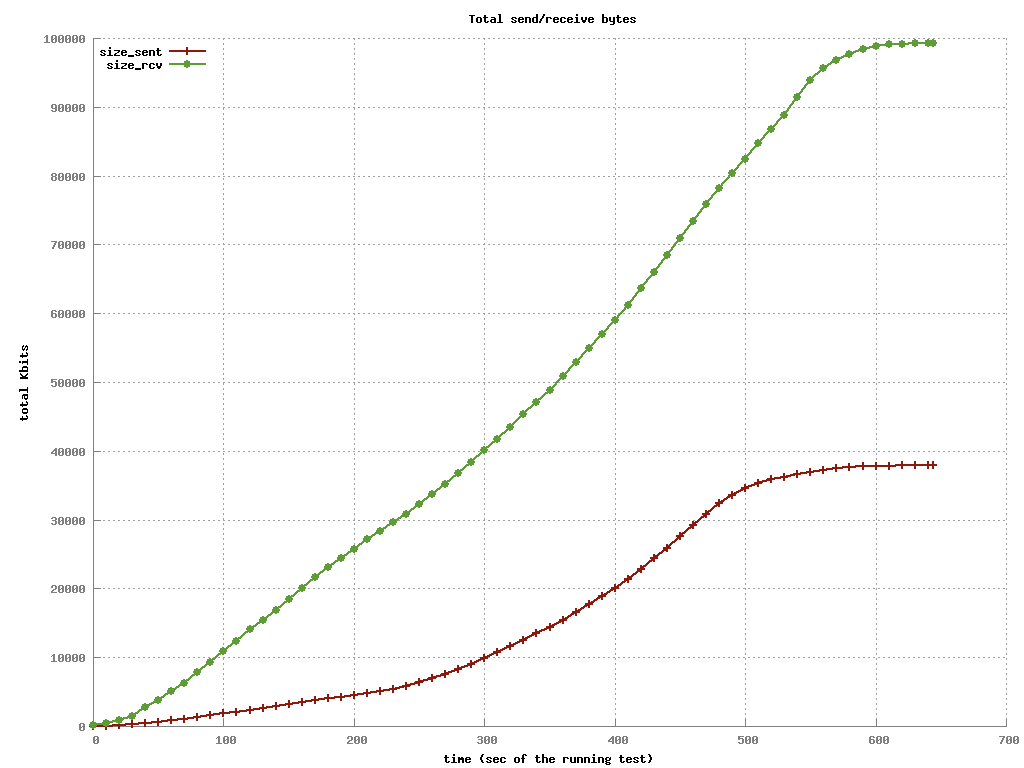 Total send/receive bytes
size_sent
size_rcv
100000
90000
80000
70000
60000
50000
40000
30000
20000
10000
0
total Kbits
0 100 200 300 400 500 600 700
time (sec of the running test)